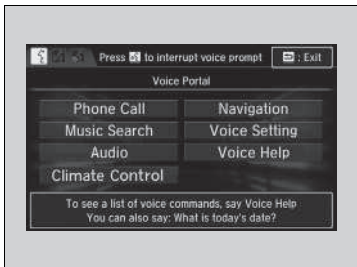 Press to interrupt voice prompt : Exit
Voice Portal
Phone Call Navigation
Music Search Voice Setting
Audio Voice Help
Climate Control
To see a list of voice commands, say Voice Help
You can also say: What is today's date?